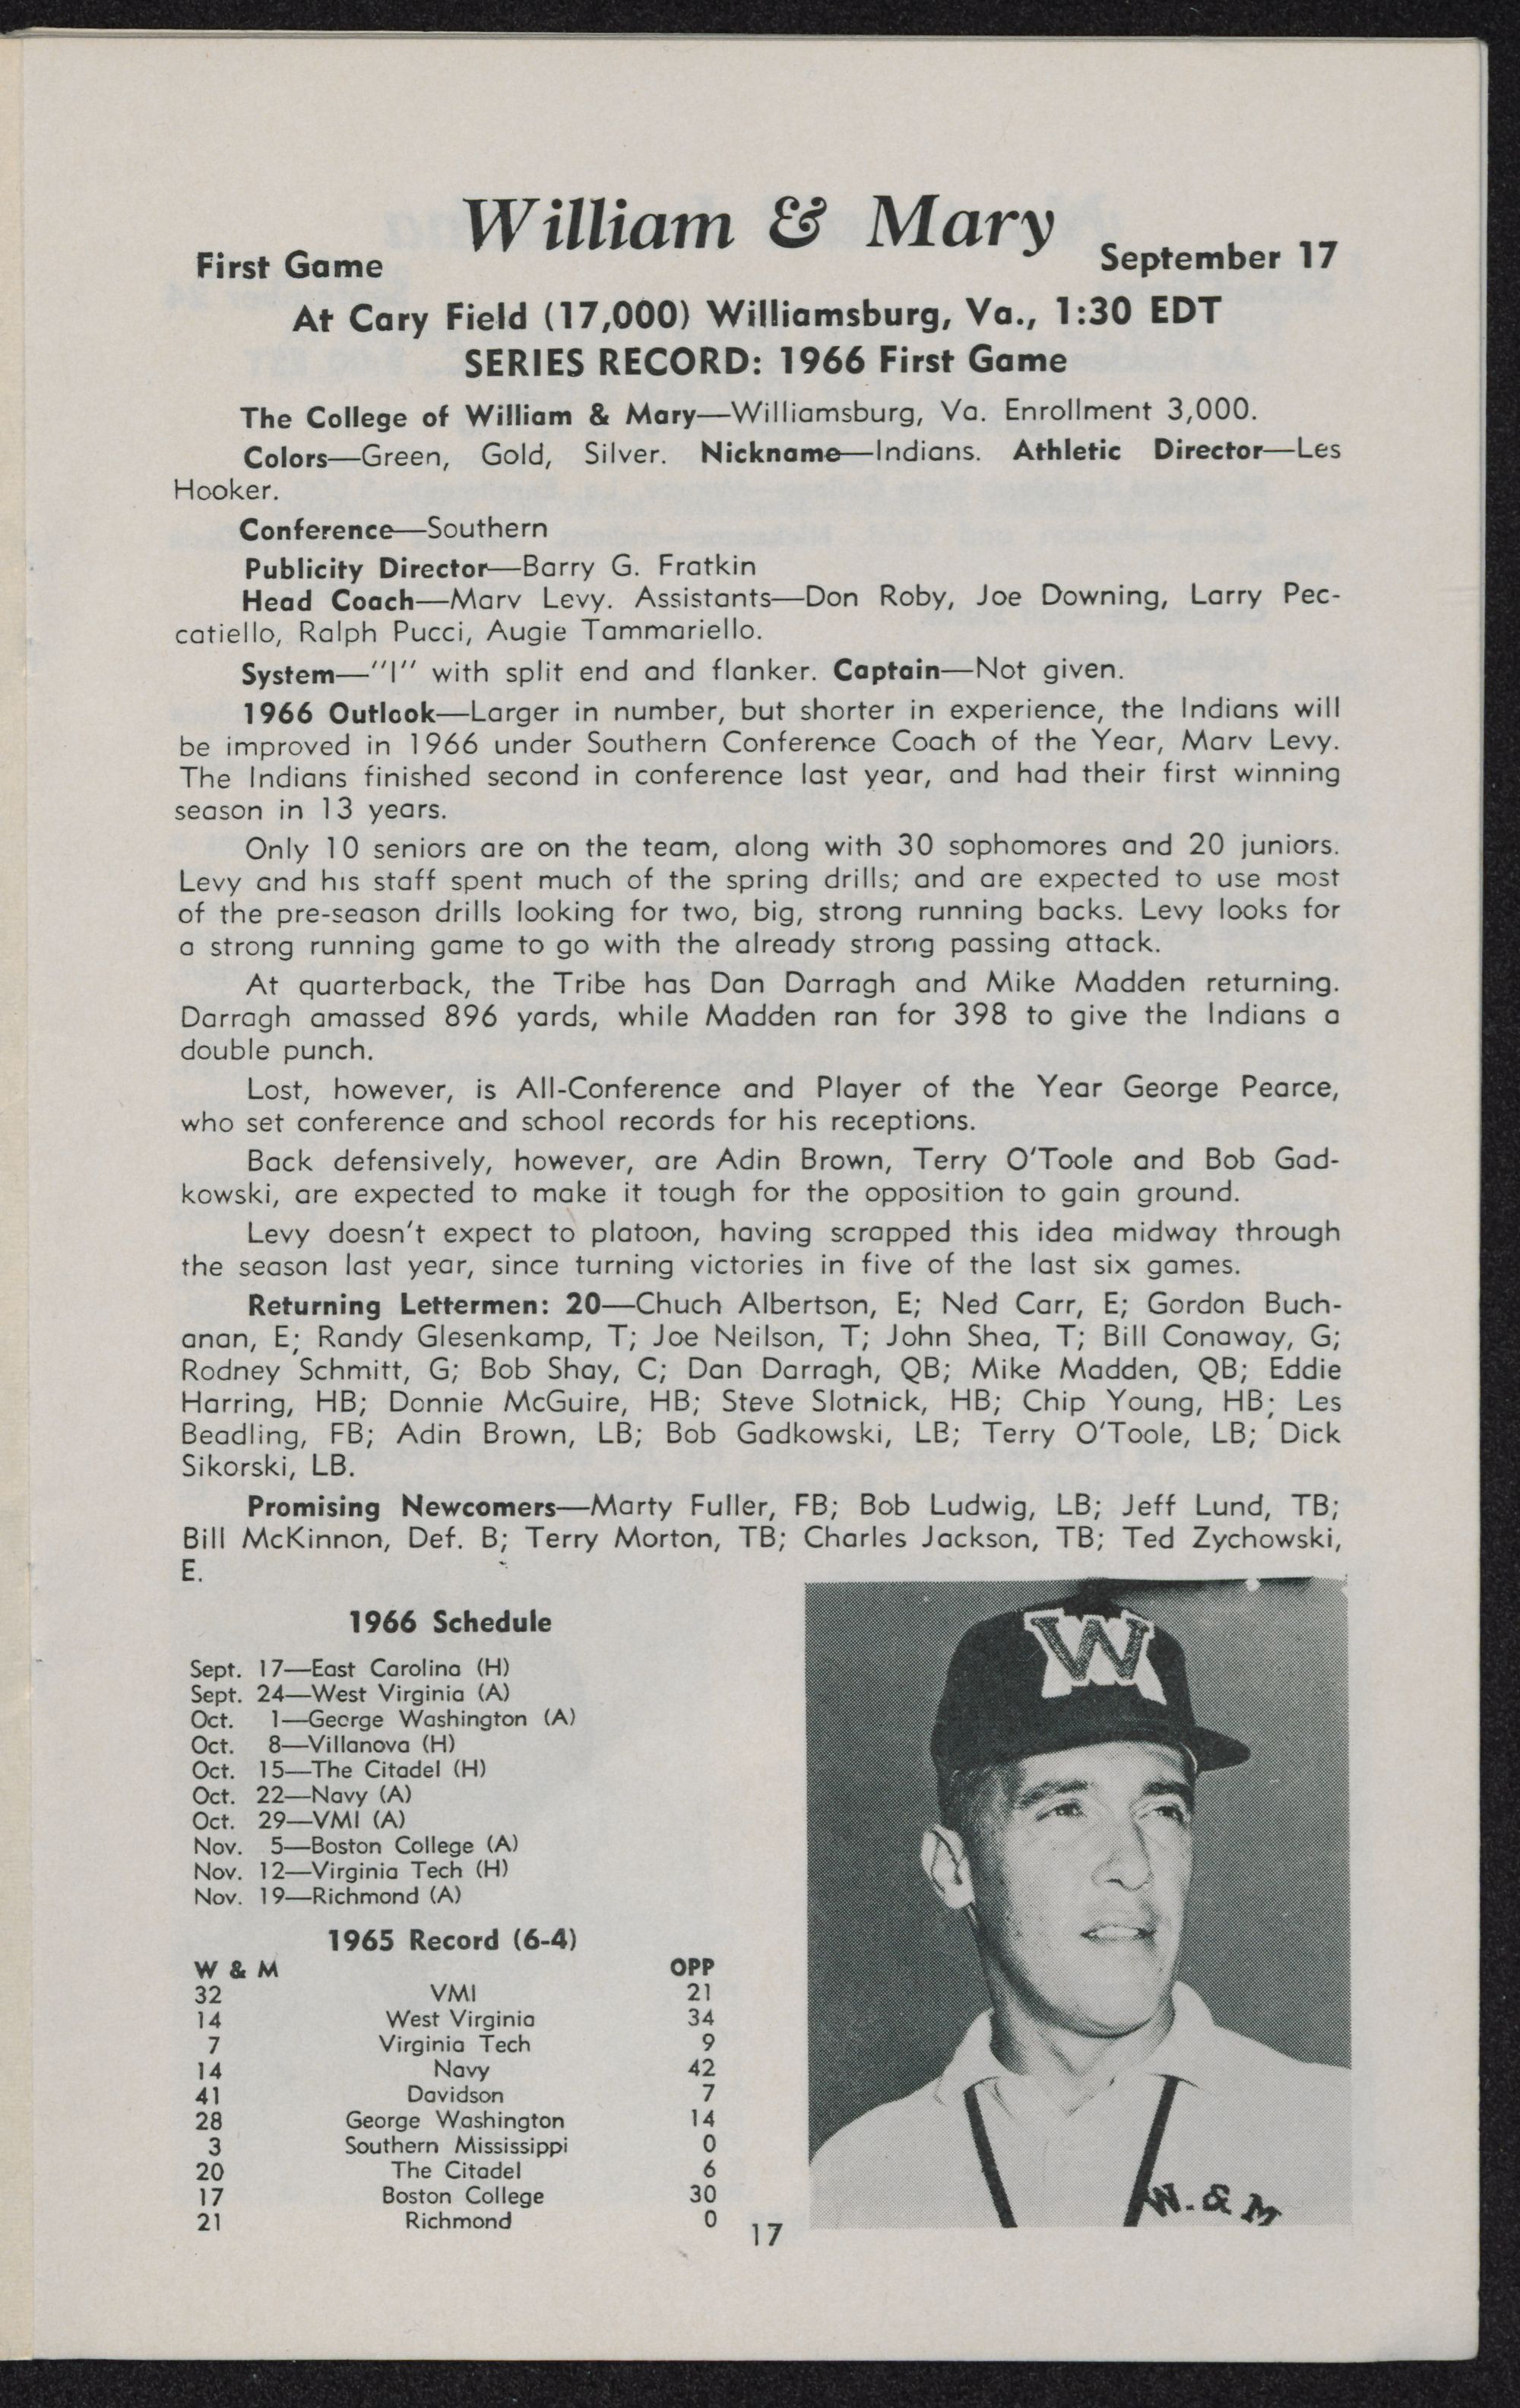 William & Mary
First Game
September 17
At Cary Field (17,000) Williamsburg, Va., 1:30 EDT
SERIES RECORD: 1966 First Game
The College of William & Mary—Williamsburg, Va. Enrollment 3,000.
Colors—Green, Gold, Silver. Nickname—Indians. Athletic Director—Les
Hooker.
Conference—Southern
Publicity Director—Barry G. Fratkin
Head Coach—Marv Levy. Assistants—Don Roby, Joe Downing, Larry Pec-
catiello, Ralph Pucci, Augie Tammariello.
System—"I" with split end and flanker. Captain—Not given.
1966 Outlook—Larger in number, but shorter in experience, the Indians will
be improved in 1966 under Southern Conference Coach of the Year, Marv Levy.
The Indians finished second in conference last year, and had their first winning
season in 13 years.
Only 10 seniors are on the team, along with 30 sophomores and 20 juniors.
Levy and his staff spent much of the spring drills; and are expected to use most
of the pre-season drills looking for two, big, strong running backs. Levy looks for
a strong running game to go with the already strong passing attack.
At quarterback, the Tribe has Dan Darragh and Mike Madden returning.
Darragh amassed 896 yards, while Madden ran for 398 to give the Indians a
double punch.
Lost, however, is All-Conference and Player of the Year George Pearce,
who set conference and school records for his receptions.
Back defensively, however, are Adin Brown, Terry O'Toole and Bob Gad-
kowski, are expected to make it tough for the opposition to gain ground.
Levy doesn't expect to platoon, having scrapped this idea midway through
the season last year, since turning victories in five of the last six games.
Returning Lettermen: 20—Chuch Albertson, E; Ned Carr, E; Gordon Buch-
anan, E; Randy Glesenkamp, T; Joe Neilson, T; John Shea, T; Bill Conaway, G;
Rodney Schmitt, G; Bob Shay, C; Dan Darragh, QB; Mike Madden, QB; Eddie
Harring, HB; Donnie McGuire, HB; Steve Slotnick, HB; Chip Young, HB; Les
Beadling, FB; Adin Brown, LB; Bob Gadkowski, LB; Terry O'Toole, LB; Dick
Sikorski, LB.
Promising Newcomers—Marty Fuller, FB; Bob Ludwig, LB; Jeff Lund, TB;
Bill McKinnon, Def. B; Terry Morton, TB; Charles Jackson, TB; Ted Zychowski,
E.
1966 Schedule
Sept. 17—East Carolina (H)
Sept. 24—West Virginia (A)
Oct. 1—George Washington (A)
Oct. 8—Villanova (H)
Oct. 15—The Citadel (H)
Oct. 22—Navy (A)
Oct. 29—VMI (A)
Nov. 5—Boston College (A)
Nov. 12—Virginia Tech (H)
Nov. 19—Richmond (A)
1965 Record (6-4)
W & M OPP
32 VMI 21
14 West Virginia 34
7 Virginia Tech 9
14 Navy 42
41 Davidson 7
28 George Washington 14
3 Southern Mississippi 0
20 The Citadel 6
17 Boston College 30
21 Richmond 0
WM
W. & M
17